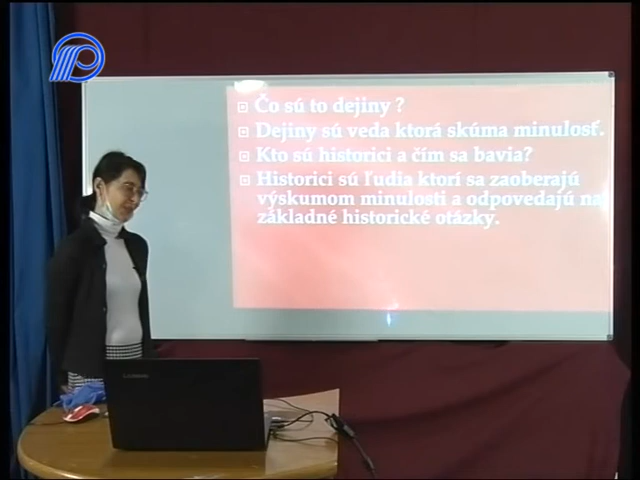 Čo sú to dejiny ?
Dejiny sú veda ktorá skúma minulosť.
Kto sú historici a čím sa bavia?
Historici sú ľudia ktorí sa zaoberajú
výskumom minulosti a odpovedajú na
základné historické otázky.